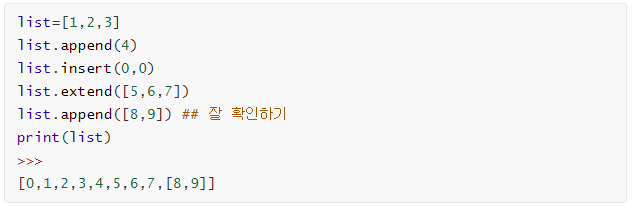 list=[1,2,3]
list.append(4)
list.insert(0,0)
list.extend([5,6,7])
list.append([8,9]) ## 잘 확인하기
print(list)
>>>
[0,1,2,3,4,5,6,7,[8,9]]